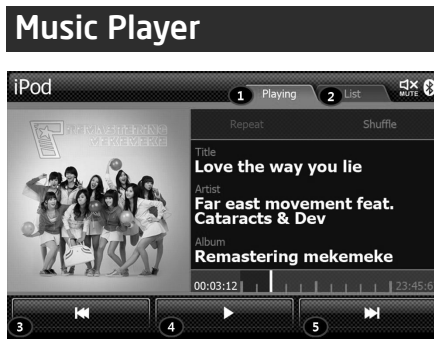 Music Player
iPod
1 Playing
2 List
MUTE
Repeat Shuffle
Title
Love the way you lie
Artist
Far east movement feat.
Cataracts & Dev
Album
Remastering mekemeke
00:03:12 23:45:6
3 4 5